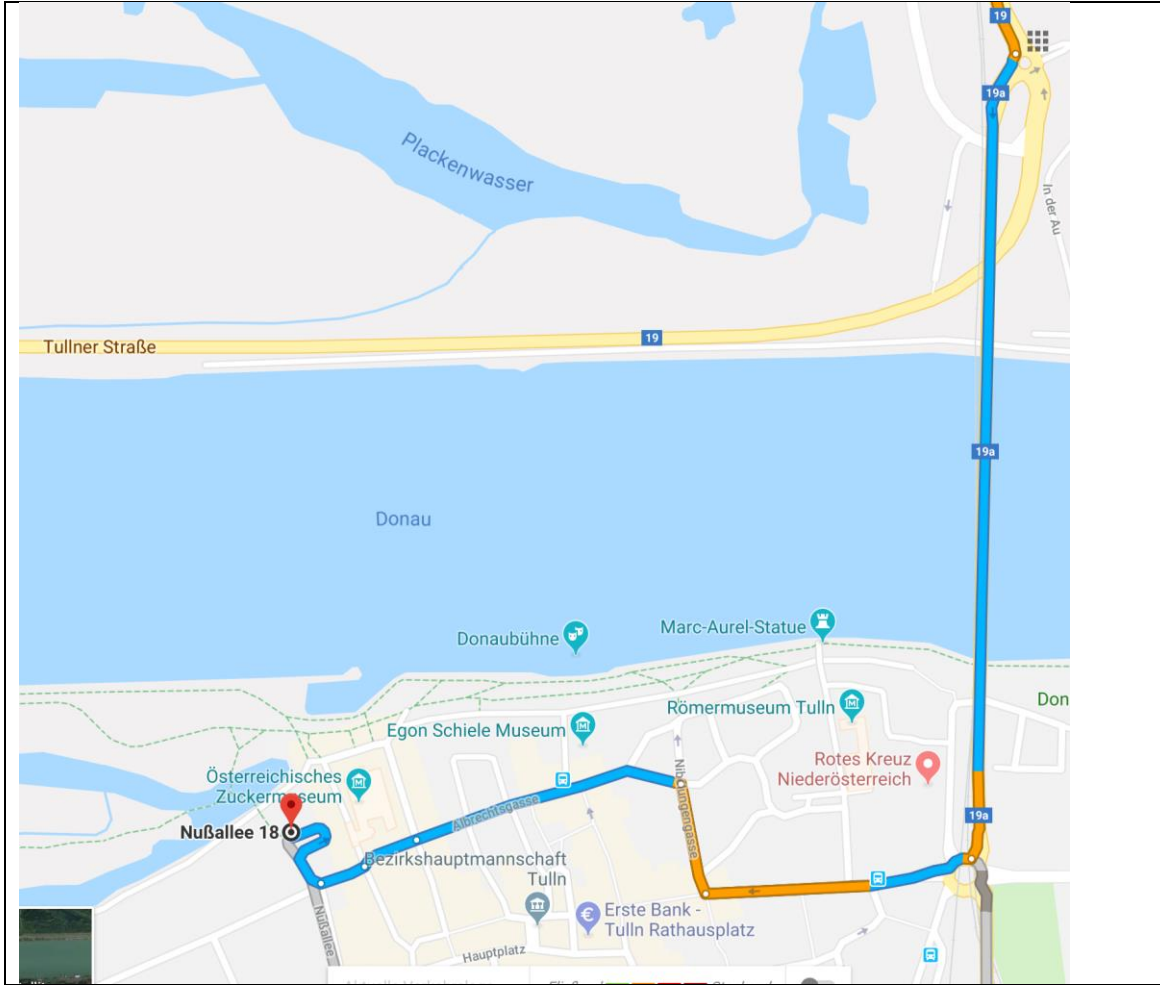 19
19a
Plackenwasser
In der Au
19
Tullner Straße
19a
Donau
Donaubühne
Marc-Aurel-Statue
Römermuseum Tulln
Don
Egon Schiele Museum
Rotes Kreuz
Niederösterreich
Österreichisches
Zuckermuseum
Nibelungengasse
Albrechtsgasse
19a
Nußallee 18
Bezirkshauptmannschaft
Tulln
Nußallee
Erste Bank -
Tulln Rathausplatz
Hauptplatz